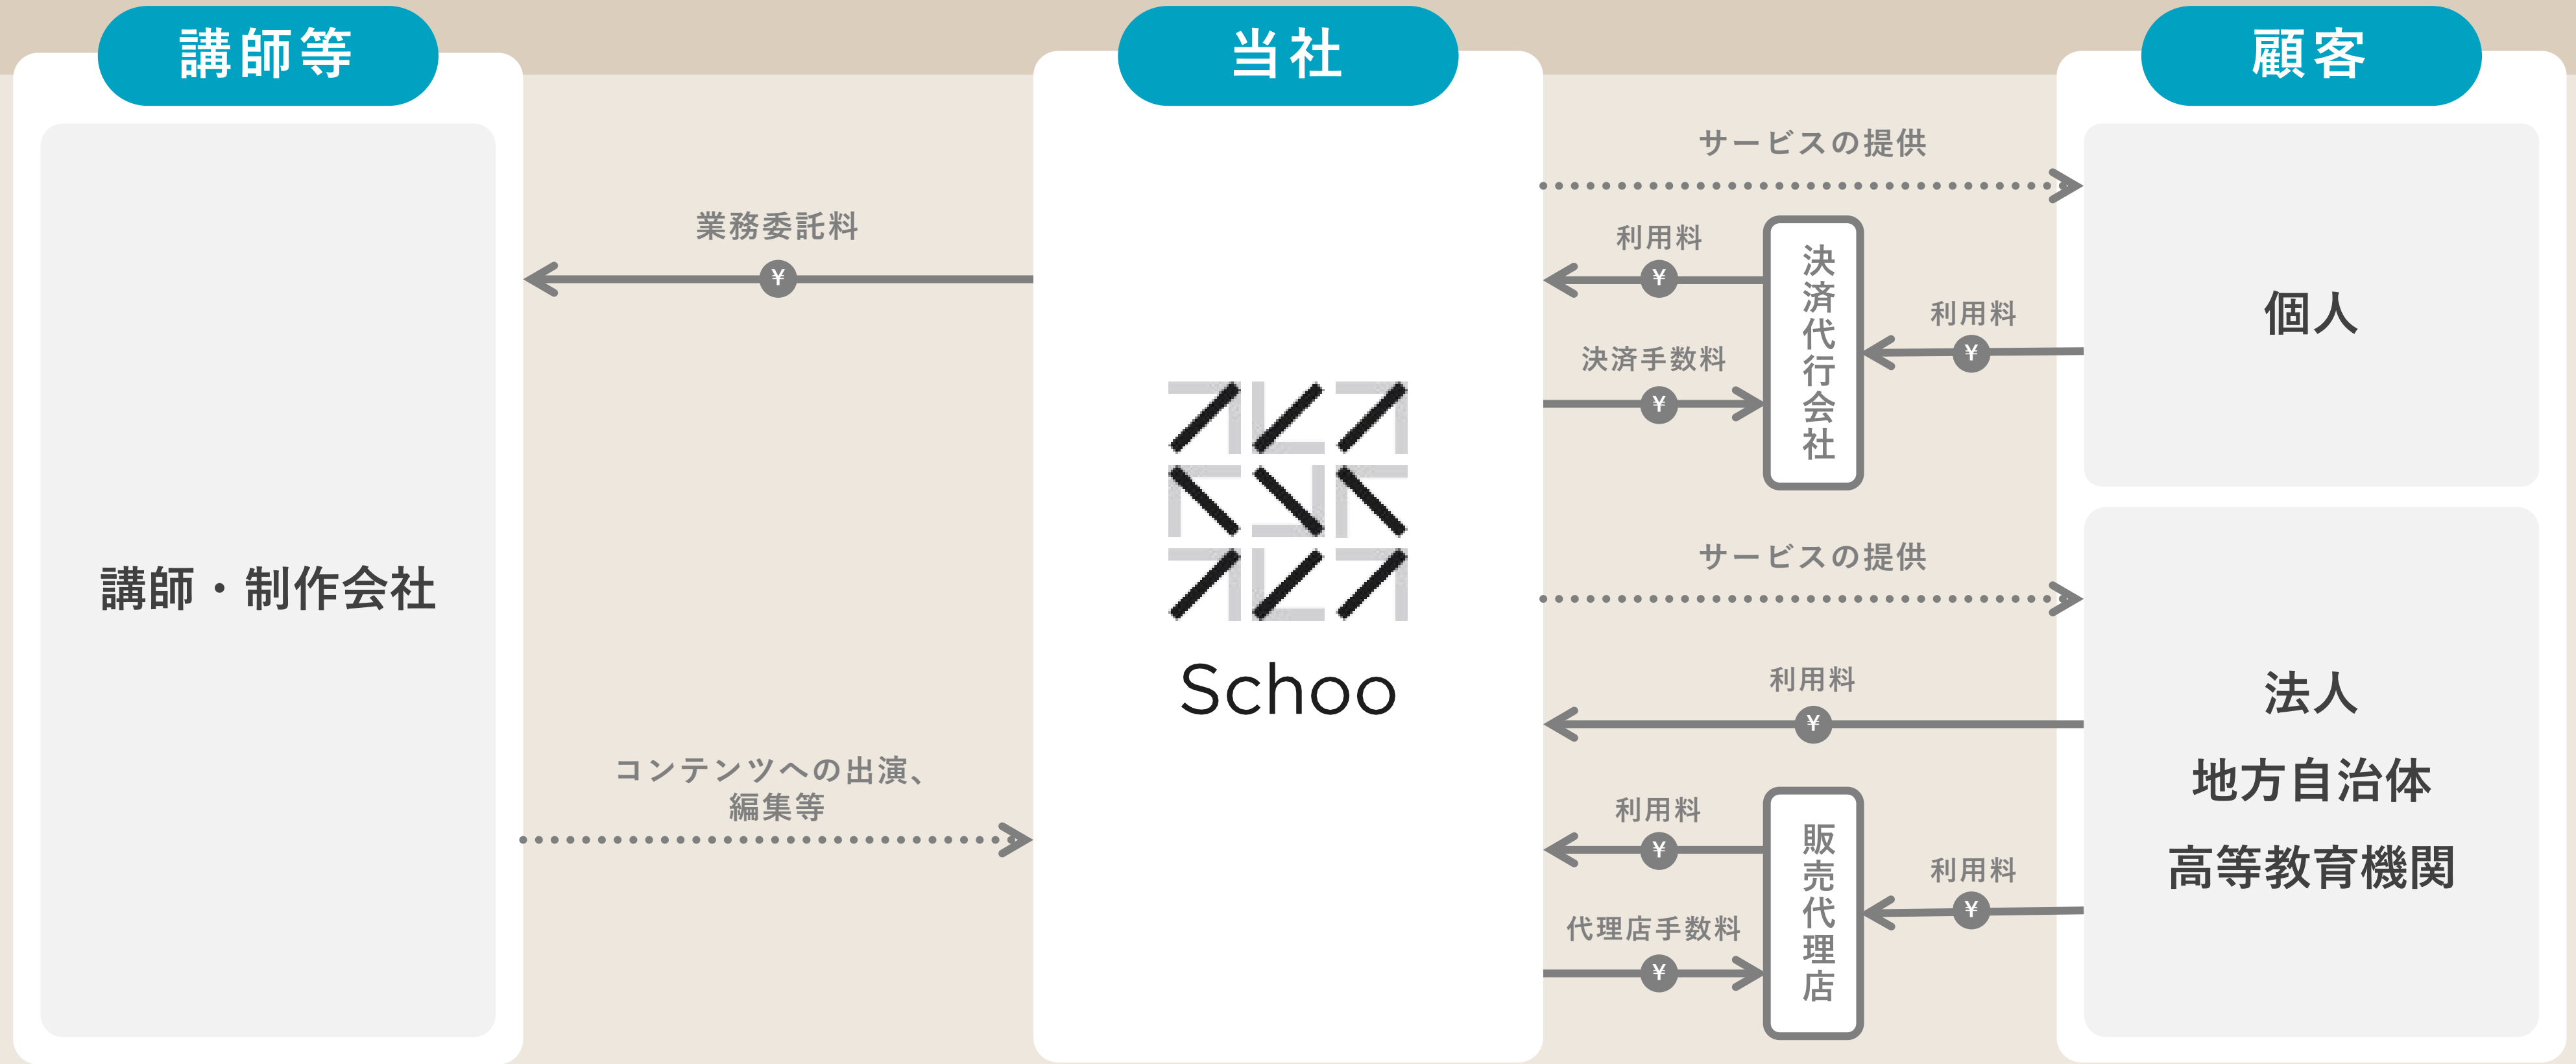 講師等
講師・制作会社
業務委託料
¥
コンテンツへの出演、
編集等
当社
Schoo
サービスの提供
利用料
¥
決済手数料
¥
決済代行会社
利用料
¥
サービスの提供
利用料
¥
利用料
¥
代理店手数料
¥
販売代理店
利用料
¥
顧客
個人
法人
地方自治体
高等教育機関